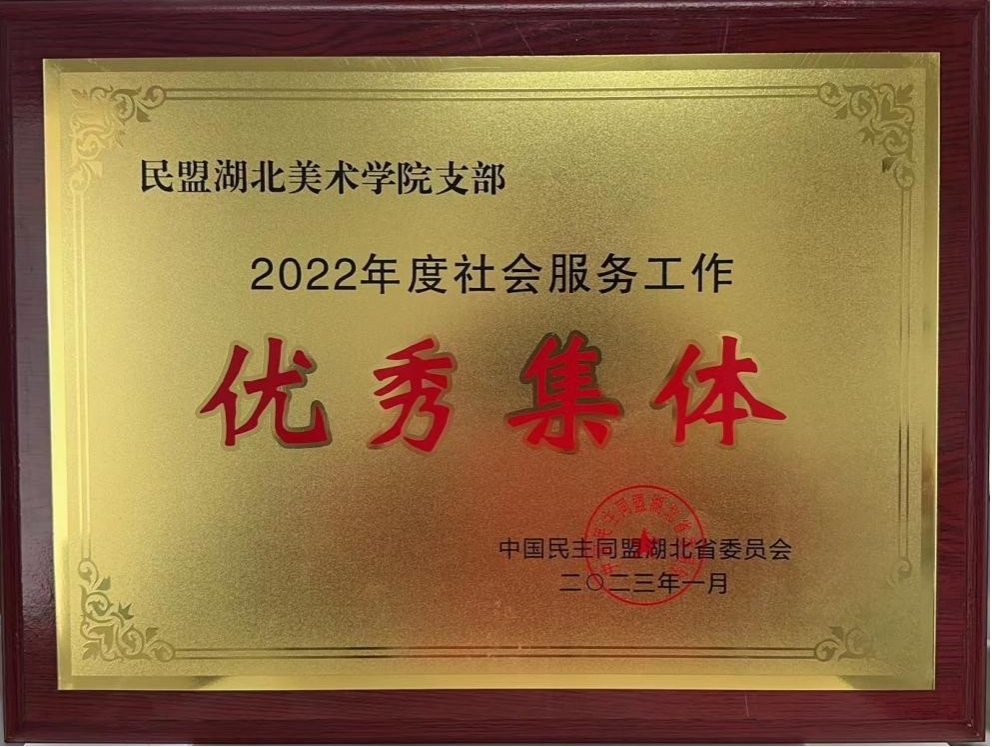 民盟湖北美术学院支部
2022年度社会服务工作
优秀集体
中国民主同盟湖北省委员会
二〇二三年一月